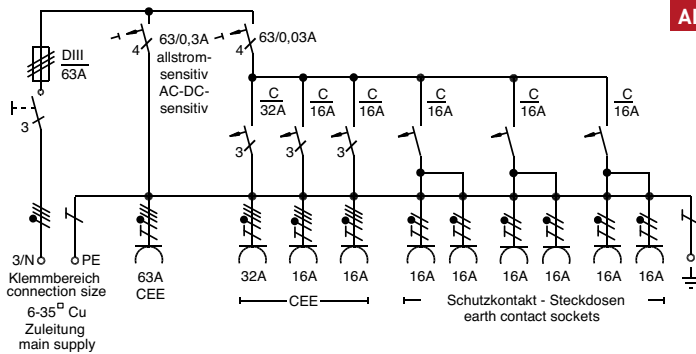 AI
DIII
63A
3
63/0,3A
4
allstrom-
sensitiv
AC-DC-
sensitiv
63/0,03A
4
C
32A
C
16A
C
16A
C
16A
C
16A
C
16A
3
3
3
3/N
PE
Klemmbereich
connection size
6-35□ Cu
Zuleitung
main supply
63A
CEE
32A
16A
16A
CEE
16A
16A
16A
16A
16A
16A
Schutzkontakt - Steckdosen
earth contact sockets